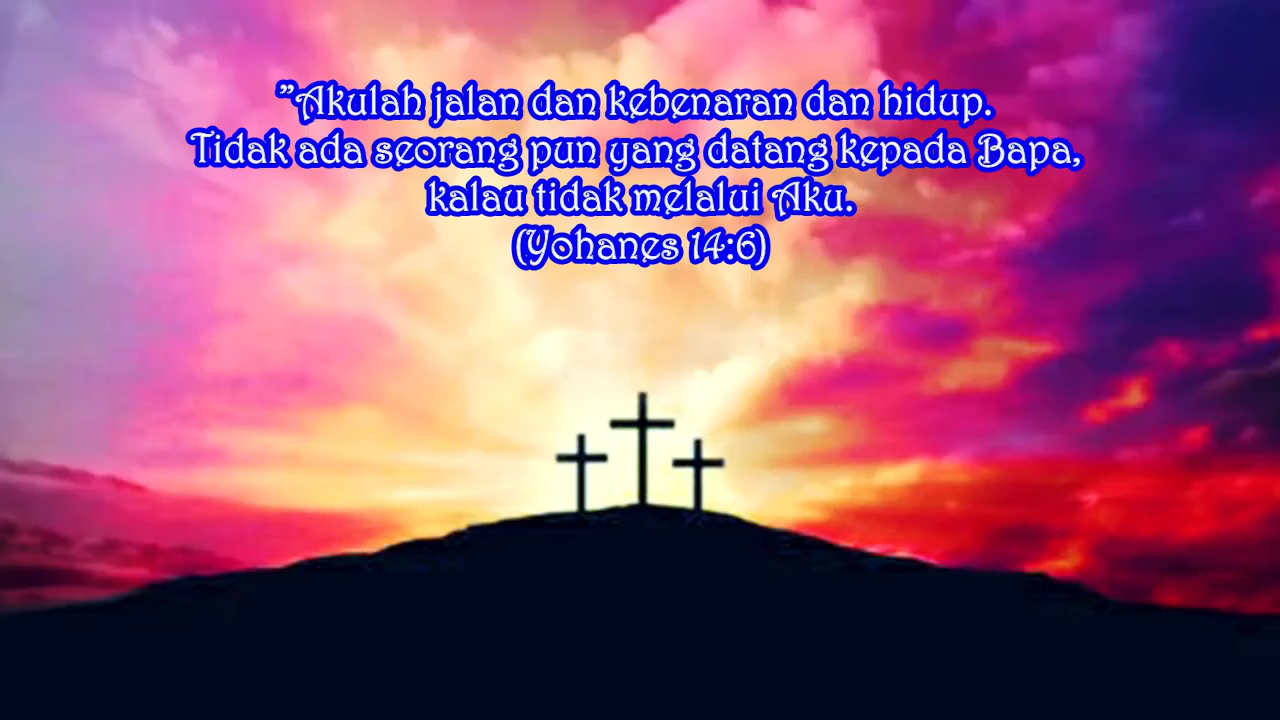 "Akulah jalan dan kebenaran dan hidup.
Tidak ada seorang pun yang datang kepada Bapa,
kalau tidak melalui Aku.
(Yohanes 14:6)